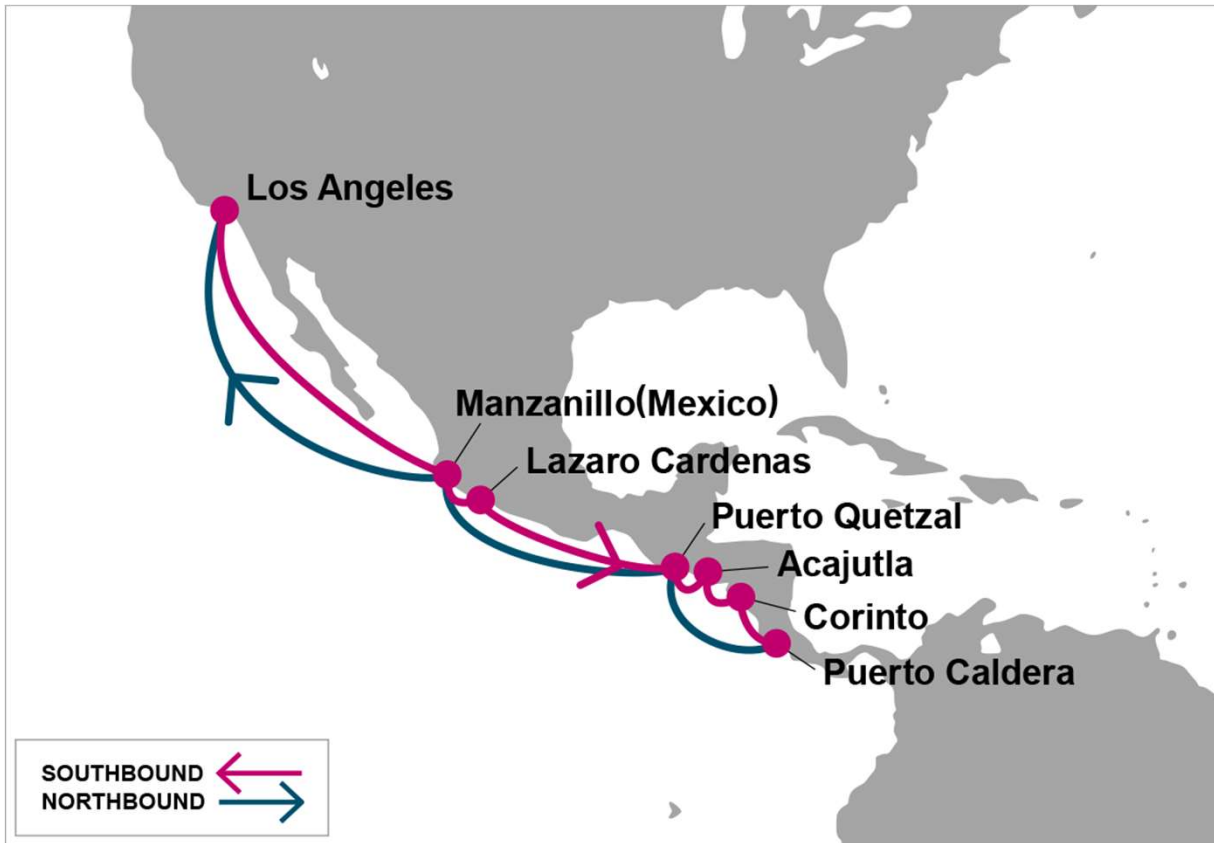 Los Angeles
Manzanillo(Mexico)
Lazaro Cardenas
Puerto Quetzal
Acajutla
Corinto
Puerto Caldera
SOUTHBOUND
NORTHBOUND